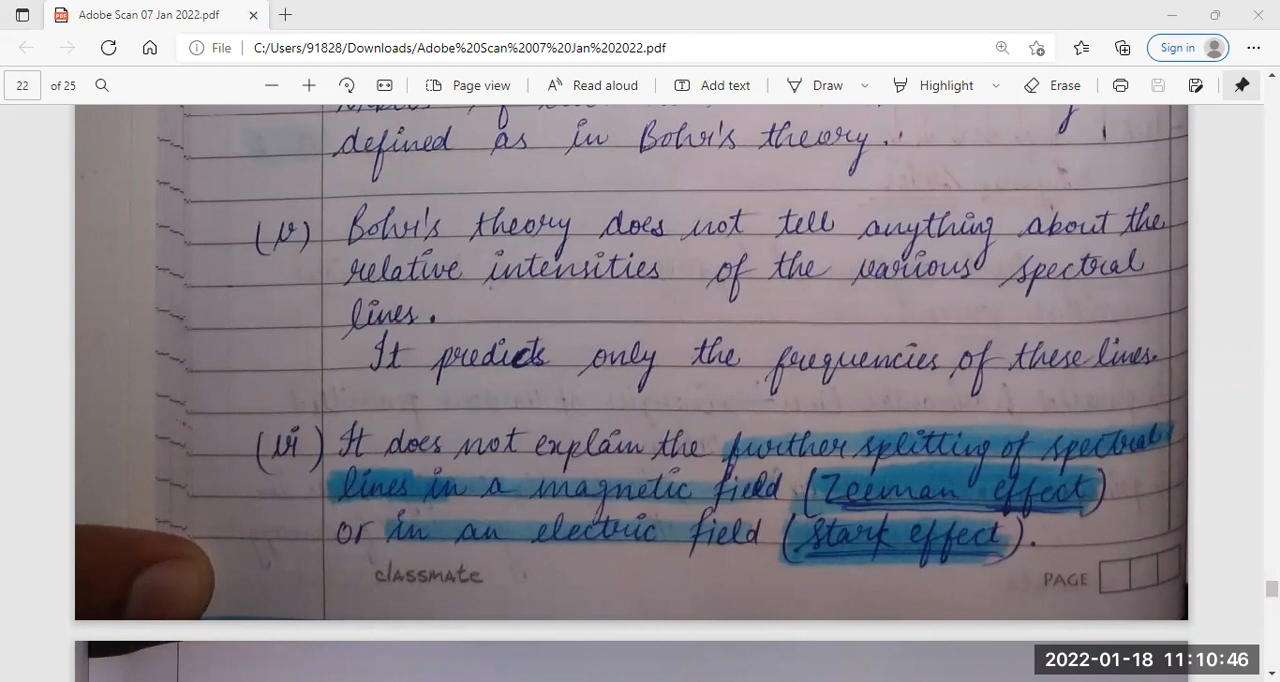 Adobe Scan 07 Jan 2022.pdf
File
C:/Users/91828/Downloads/Adobe%20Scan%2007%20Jan%202022.pdf
Sign in
22 of 25
Page view
Read aloud
Add text
Draw
Highlight
Erase
defined as in Bohr's theory.
(v) Bohr's theory does not tell anything about the
relative intensities of the various spectral
lines.
It predicts only the frequencies of these lines.
(vi) It does not explain the further splitting of spectral
lines in a magnetic field (Zeeman effect)
or in an electric field (Stark effect).
classmate
PAGE
2022-01-18 11:10:46